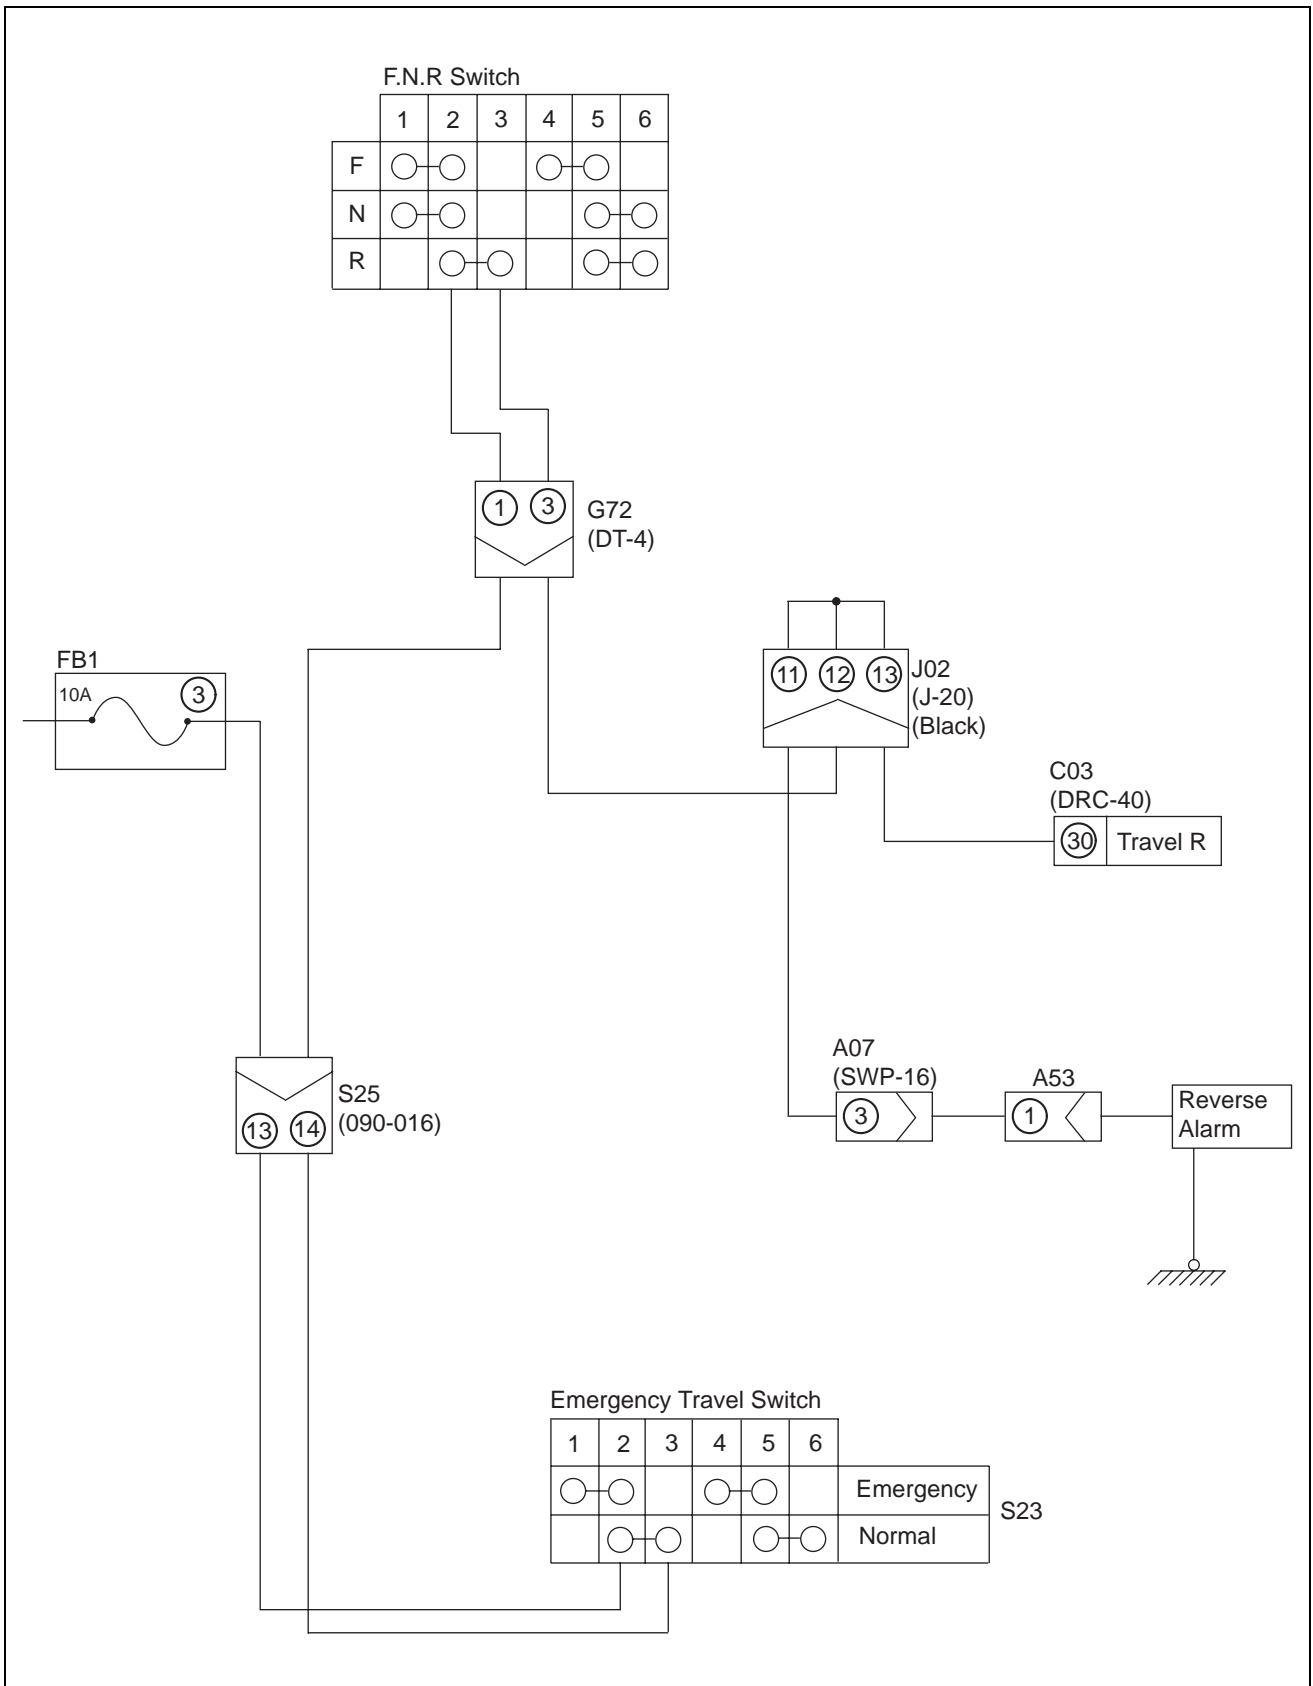 F.N.R Switch
1 2 3 4 5 6
F
N
R
1 3
G72
(DT-4)
FB1
10A
3
11 12 13
J02
(J-20)
(Black)
C03
(DRC-40)
30 Travel R
S25
(090-016)
13 14
A07
(SWP-16)
3
A53
1
Reverse
Alarm
Emergency Travel Switch
1 2 3 4 5 6
Emergency
Normal
S23